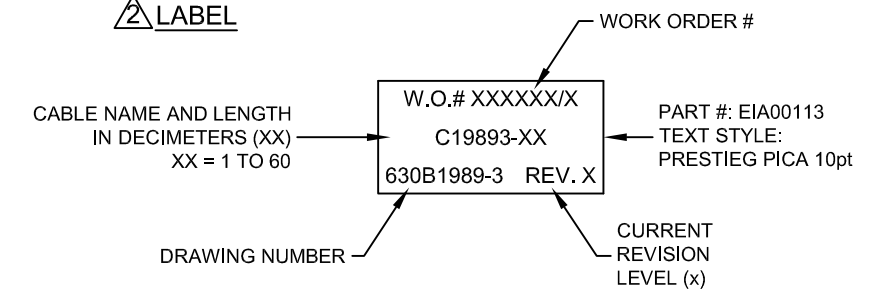 2 LABEL
WORK ORDER #
W.O.# XXXXXX/X
C19893-XX
630B1989-3 REV. X
CABLE NAME AND LENGTH
IN DECIMETERS (XX)
XX = 1 TO 60
PART #: EIA00113
TEXT STYLE:
PRESTIEG PICA 10pt
DRAWING NUMBER
CURRENT
REVISION
LEVEL (x)